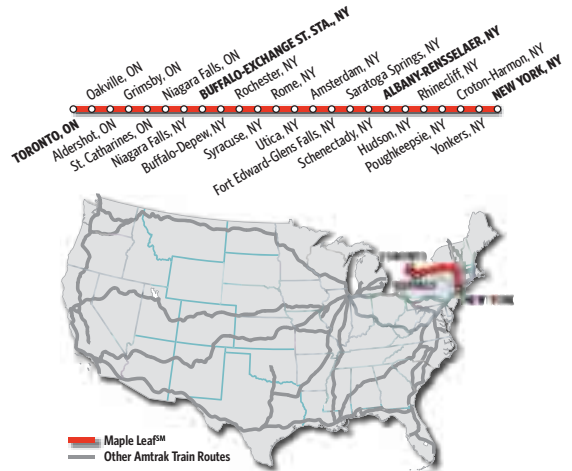 TORONTO, ON
Oakville, ON
Aldershot, ON
Grimsby, ON
St. Catharines, ON
Niagara Falls, ON
Niagara Falls, NY
BUFFALO-EXCHANGE ST. STA., NY
Buffalo-Depew, NY
Rochester, NY
Syracuse, NY
Rome, NY
Utica, NY
Amsterdam, NY
Fort Edward-Glens Falls, NY
Saratoga Springs, NY
Schenectady, NY
ALBANY-RENSSELAER, NY
Hudson, NY
Rhinecliff, NY
Poughkeepsie, NY
Croton-Harmon, NY
Yonkers, NY
NEW YORK, NY
Maple Leaf℠
Other Amtrak Train Routes